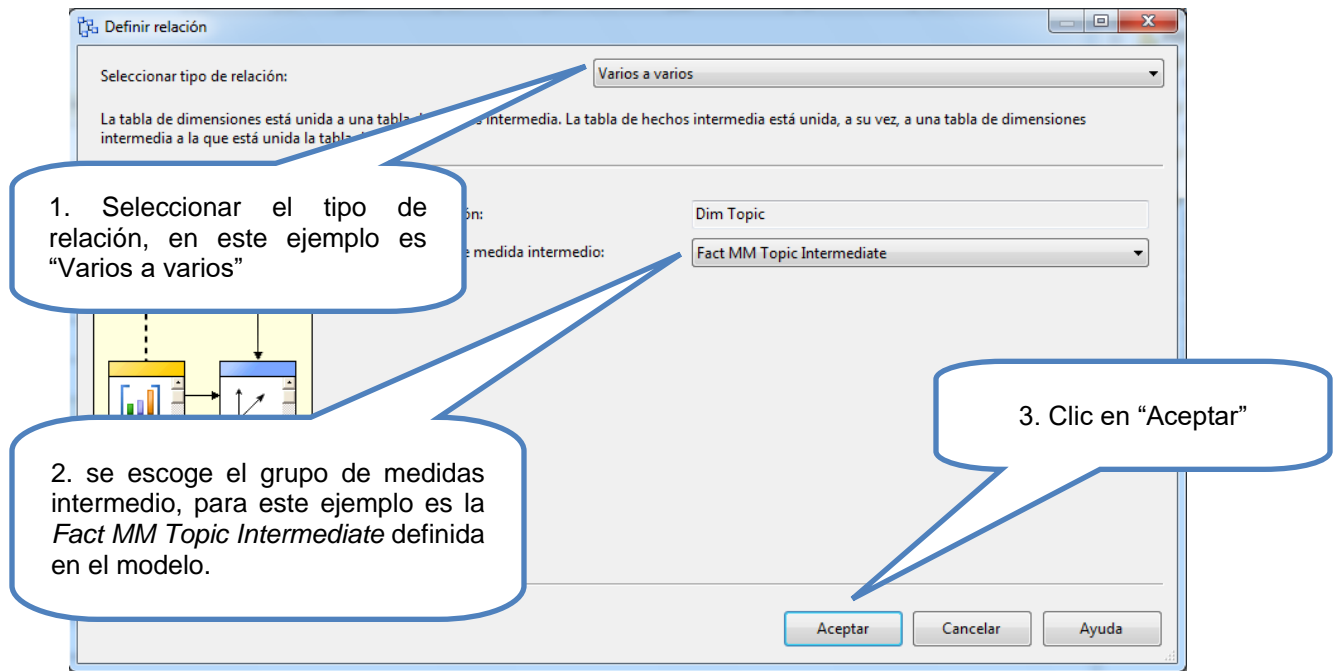 Definir relación
Seleccionar tipo de relación:
Varios a varios
La tabla de dimensiones está unida a una tabla intermedia. La tabla de hechos intermedia está unida, a su vez, a una tabla de dimensiones
intermedia a la que está unida la tabla
1. Seleccionar el tipo de
relación, en este ejemplo es
“Varios a varios”
Dim Topic
medida intermedio:
Fact MM Topic Intermediate
2. se escoge el grupo de medidas
intermedio, para este ejemplo es la
Fact MM Topic Intermediate definida
en el modelo.
3. Clic en “Aceptar”
Aceptar
Cancelar
Ayuda